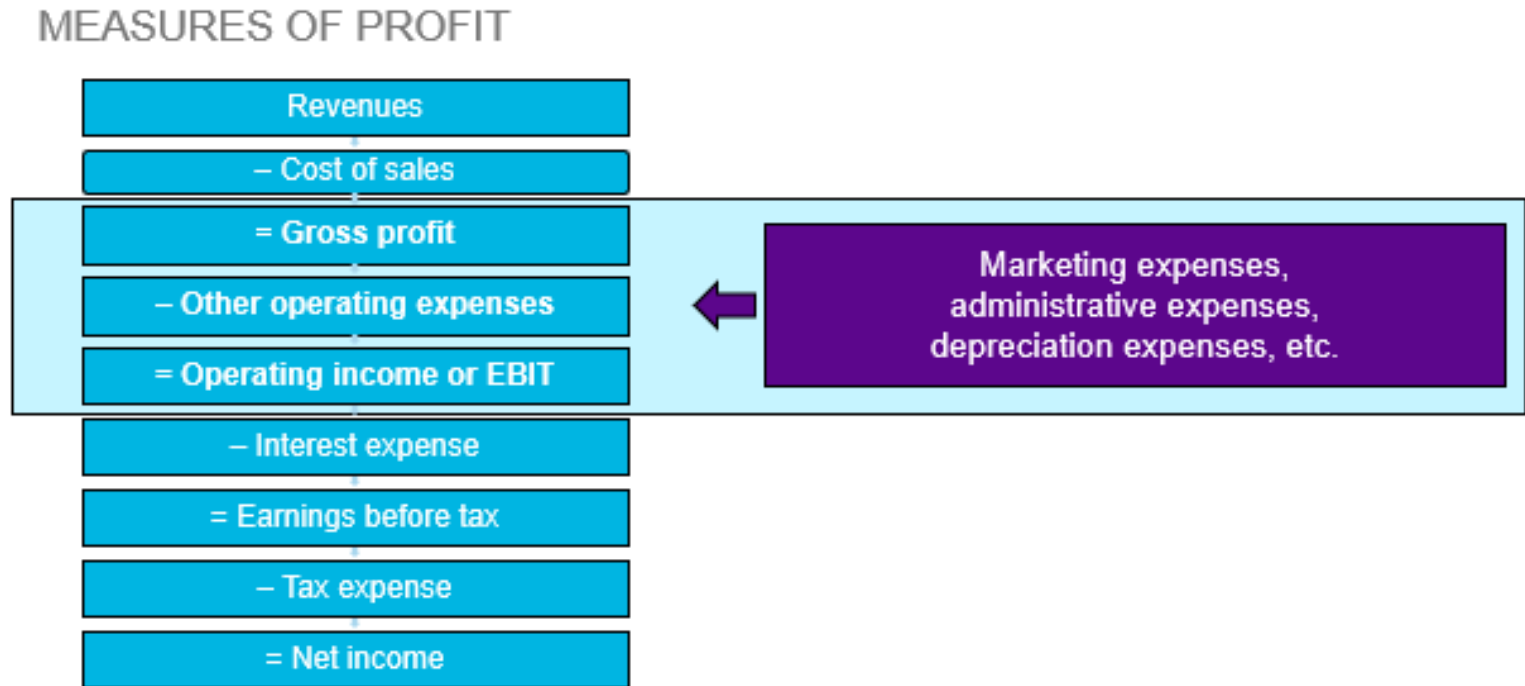 MEASURES OF PROFIT
Revenues
– Cost of sales
= Gross profit
– Other operating expenses
= Operating income or EBIT
– Interest expense
= Earnings before tax
– Tax expense
= Net income
Marketing expenses,
administrative expenses,
depreciation expenses, etc.